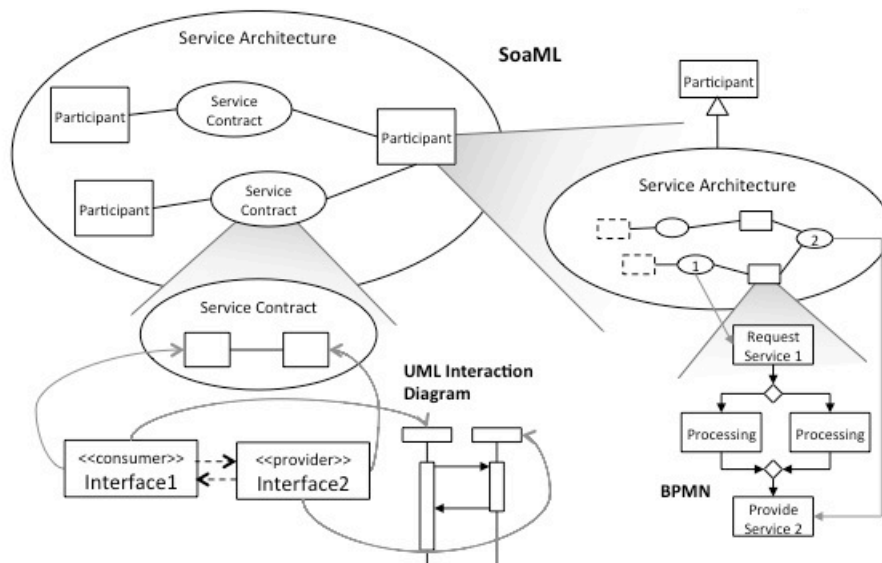 Service Architecture
SoaML
Participant
Service
Contract
Participant
Participant
Service
Contract
Participant
Service Architecture
2
1
Service Contract
Request
Service 1
UML Interaction
Diagram
Processing
Processing
<<consumer>>
Interface1
<<provider>>
Interface2
BPMN
Provide
Service 2
Participant